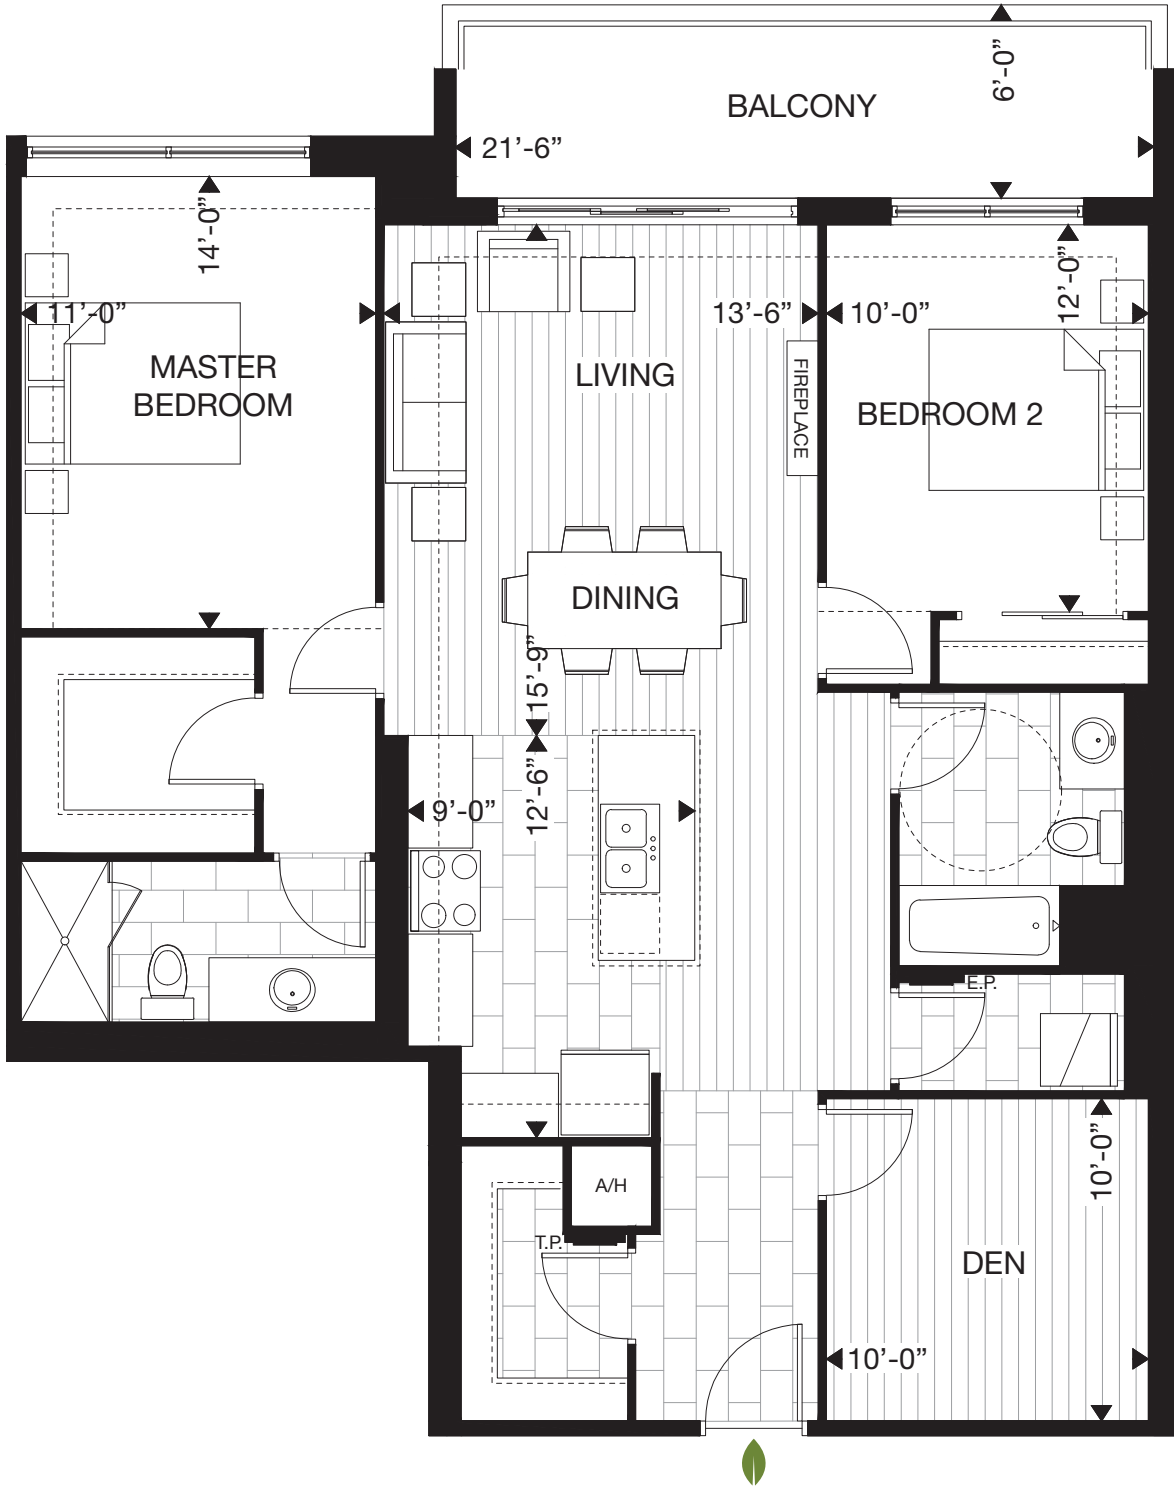 6’-0”
BALCONY
21’-6”
14’-0”
12’-0”
11’-0”
13’-6”
10’-0”
MASTER
BEDROOM
LIVING
FIREPLACE
BEDROOM 2
DINING
15’-9”
12’-6”
9’-0”
E.P.
10’-0”
A/H
T.P.
DEN
10’-0”